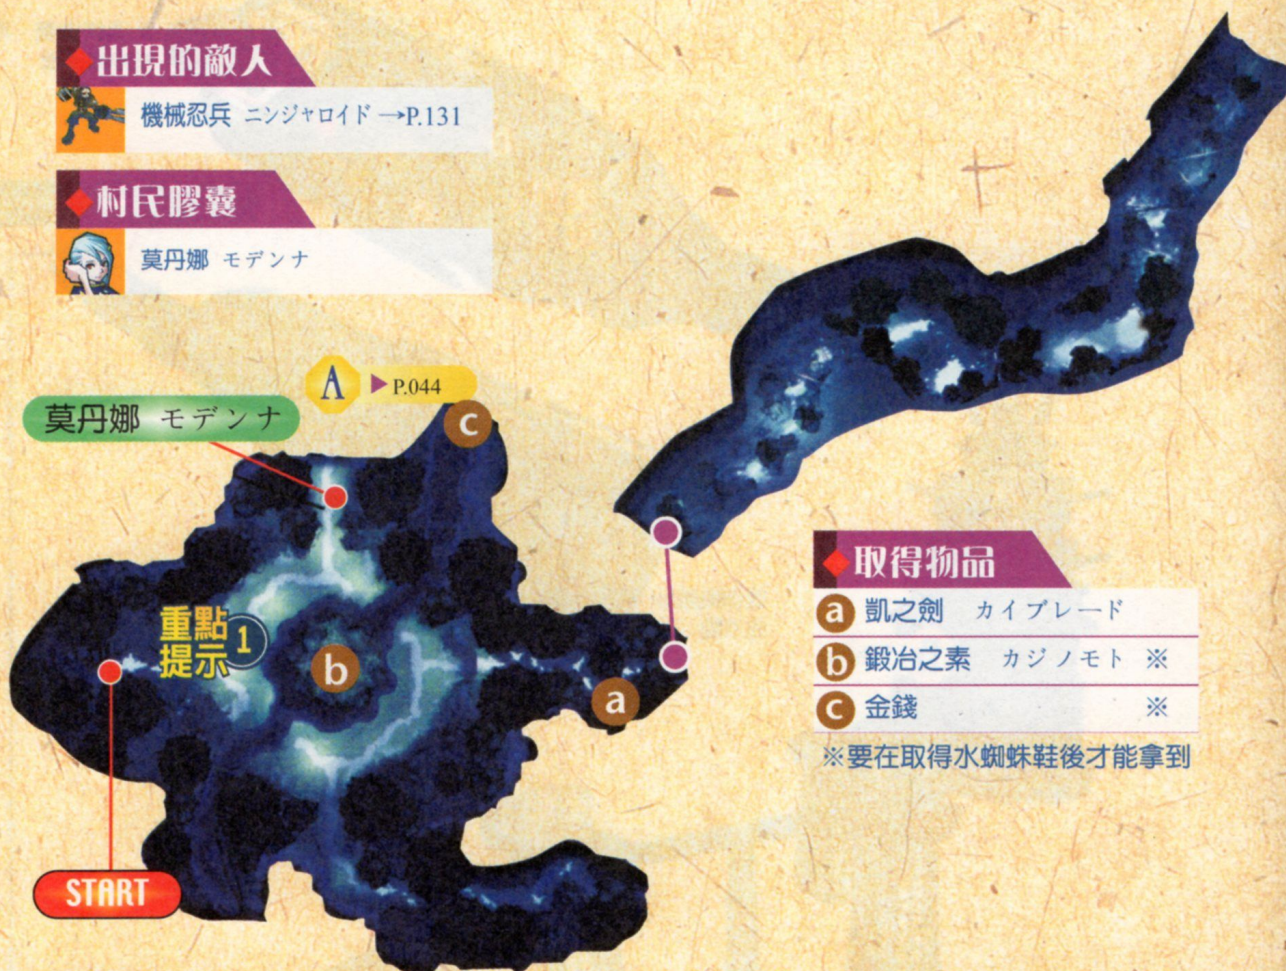 出現的敵人
機械忍兵 ニンジャロイド →P.131
村民膠囊
莫丹娜 モデンナ
A ▶P.044
莫丹娜 モデンナ
c
重點
提示 1
b
a
START
取得物品
a 凱之劍 カイブレード
b 鍛冶之素 カジノモト ※
c 金錢 ※
※要在取得水蜘蛛鞋後才能拿到